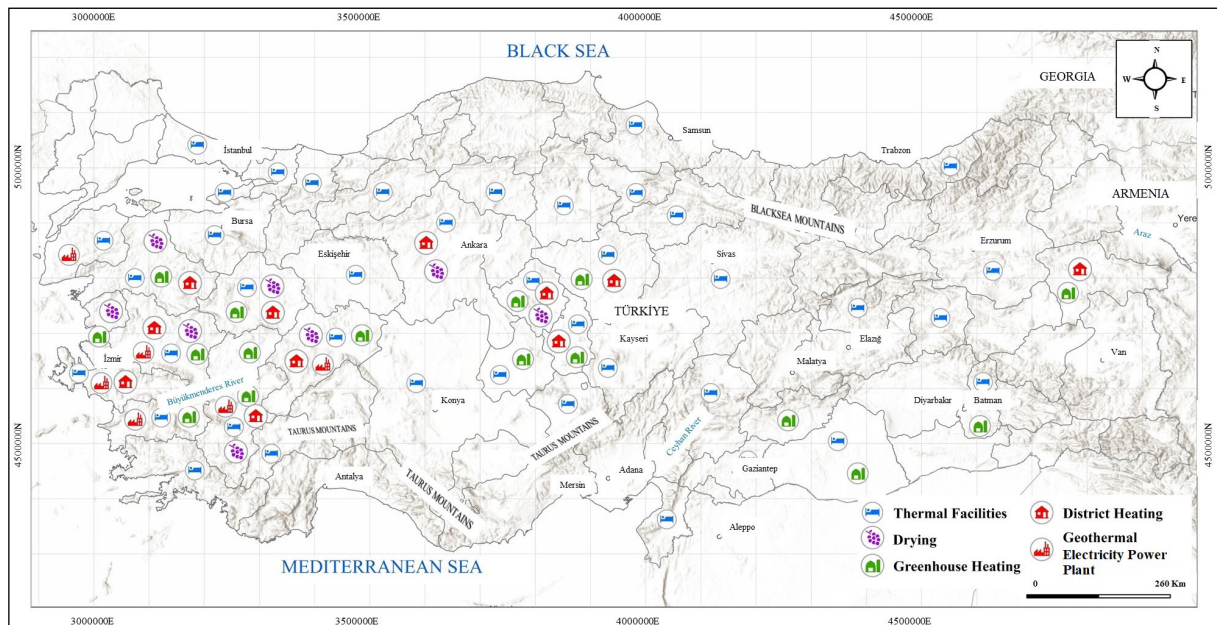 3000000E
3500000E
4000000E
4500000E
BLACK SEA
N
W
E
S
GEORGIA
T
Samsun
Trabzon
İstanbul
5000000N
5000000N
ARMENIA
BLACKSEA MOUNTAINS
Yere
Araz
Bursa
Ankara
Erzurum
Eskişehir
Sivas
TÜRKİYE
Kayseri
Elazığ
Van
İzmir
Malatya
Büyükmenderes River
Konya
Diyarbakır
Batman
TAURUS MOUNTAINS
TAURUS MOUNTAINS
Ceyhan River
4500000N
4500000N
Antalya
TAURUS MOUNTAINS
Mersin
Adana
Gaziantep
Aleppo
MEDITERRANEAN SEA
Thermal Facilities
Drying
Greenhouse Heating
District Heating
Geothermal
Electricity Power
Plant
0
260 Km
3000000E
3500000E
4000000E
4500000E